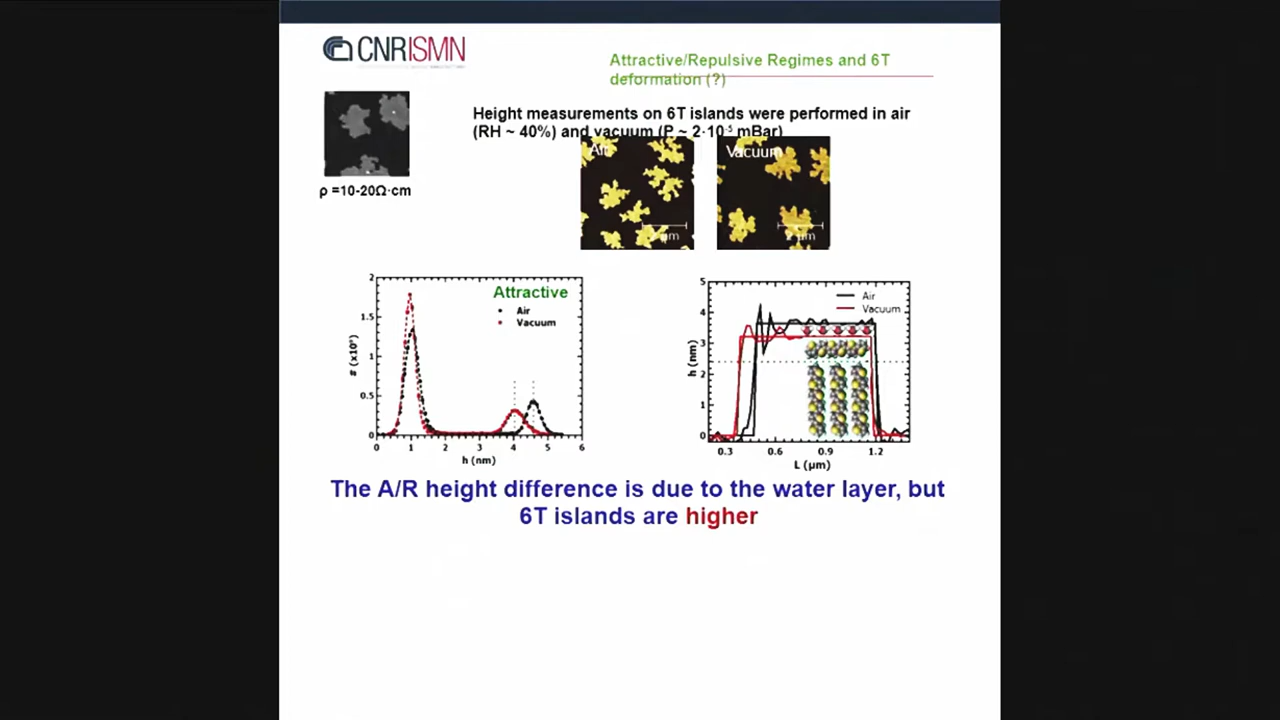 CNRISMN
Attractive/Repulsive Regimes and 6T
deformation (?)
Height measurements on 6T islands were performed in air
(RH ~ 40%) and vacuum (P ~ 2·10⁻⁵ mBar)
Air
Vacuum
ρ =10-20Ω·cm
2 μm
Attractive
Air
Vacuum
2
1.5
1
0.5
0
0 1 2 3 4 5 6
h (nm)
Air
Vacuum
5
4
3
2
1
0
h (nm)
0.3 0.6 0.9 1.2
L (μm)
The A/R height difference is due to the water layer, but
6T islands are higher